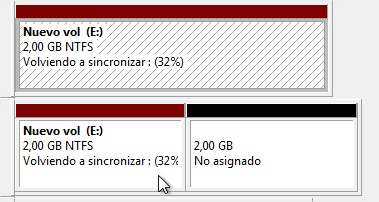 Nuevo vol (E:)
2,00 GB NTFS
Volviendo a sincronizar : (32%)
Nuevo vol (E:)
2,00 GB NTFS
Volviendo a sincronizar : (32%
2,00 GB
No asignado